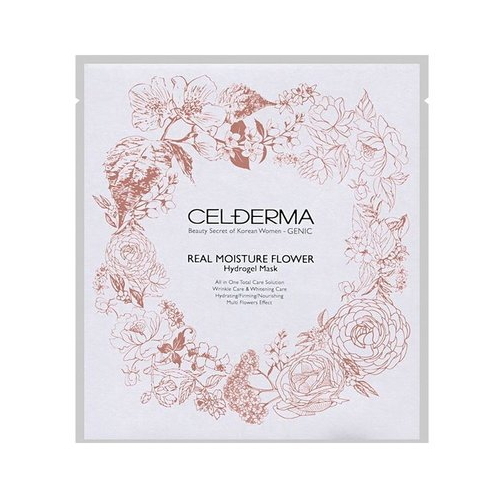 CELDERMA
Beauty Secret of Korean Women - GENIC
REAL MOISTURE FLOWER
Hydrogel Mask
All in One Total Care Solution
Wrinkle Care & Whitening Care
Hydrating/Firming/Nourishing
Multi Flowers Effect